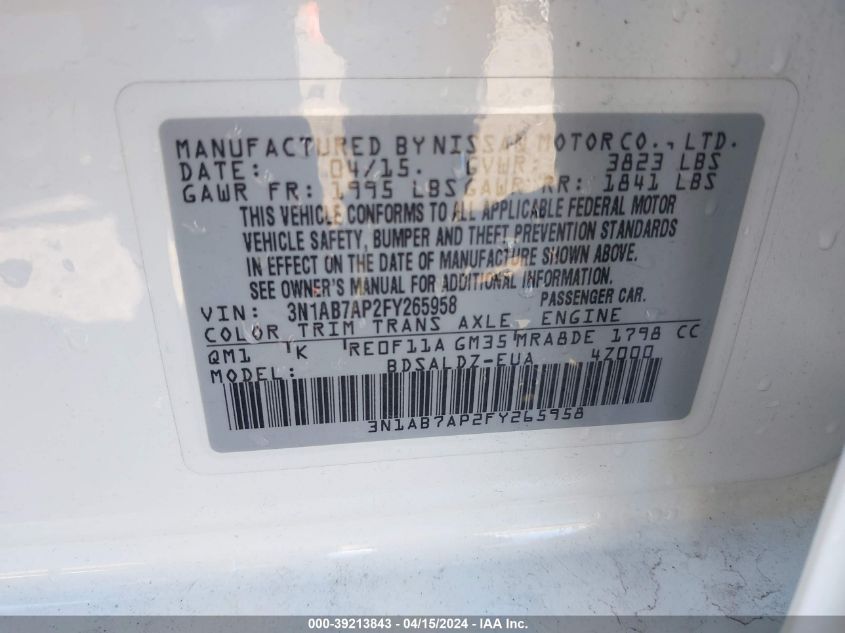 MANUFACTURED BY NISSAN MOTOR CO., LTD.
DATE: 04/15. GVWR: 3823 LBS
GAWR FR: 1995 LBS GAWR RR: 1841 LBS
THIS VEHICLE CONFORMS TO ALL APPLICABLE FEDERAL MOTOR
VEHICLE SAFETY, BUMPER AND THEFT PREVENTION STANDARDS
IN EFFECT ON THE DATE OF MANUFACTURE SHOWN ABOVE.
SEE OWNER'S MANUAL FOR ADDITIONAL INFORMATION.
VIN: 3N1AB7AP2FY265958 PASSENGER CAR.
COLOR TRIM TRANS AXLE ENGINE
QM1 K RE0F11A GM35 MRA8DE 1798 CC
MODEL: BDSALDZ-EUA 4Z000
3N1AB7AP2FY265958
000-39213843 - 04/15/2024 - IAAI.COM